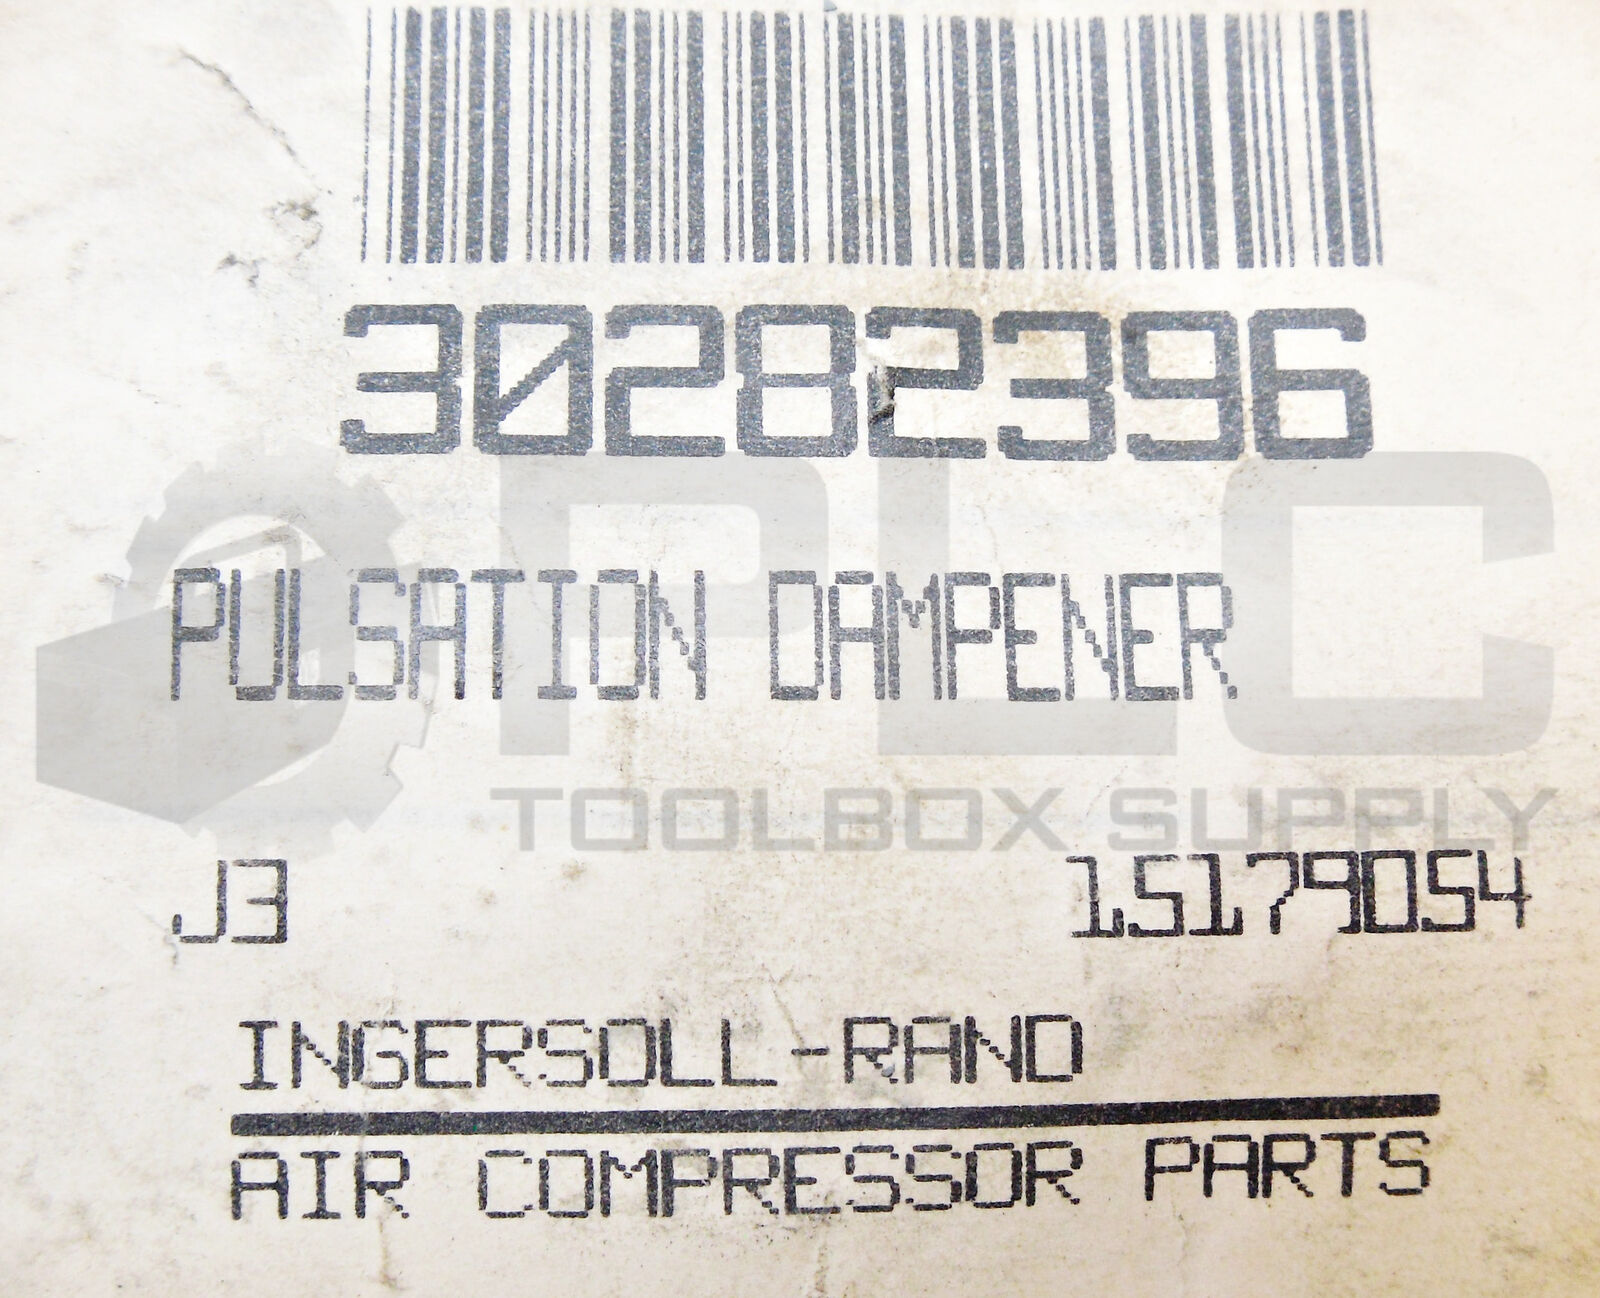 30282396
PULSATION DAMPENER
PLC
TOOLBOX SUPPLY
J3 15179054
INGERSOLL-RAND
AIR COMPRESSOR PARTS